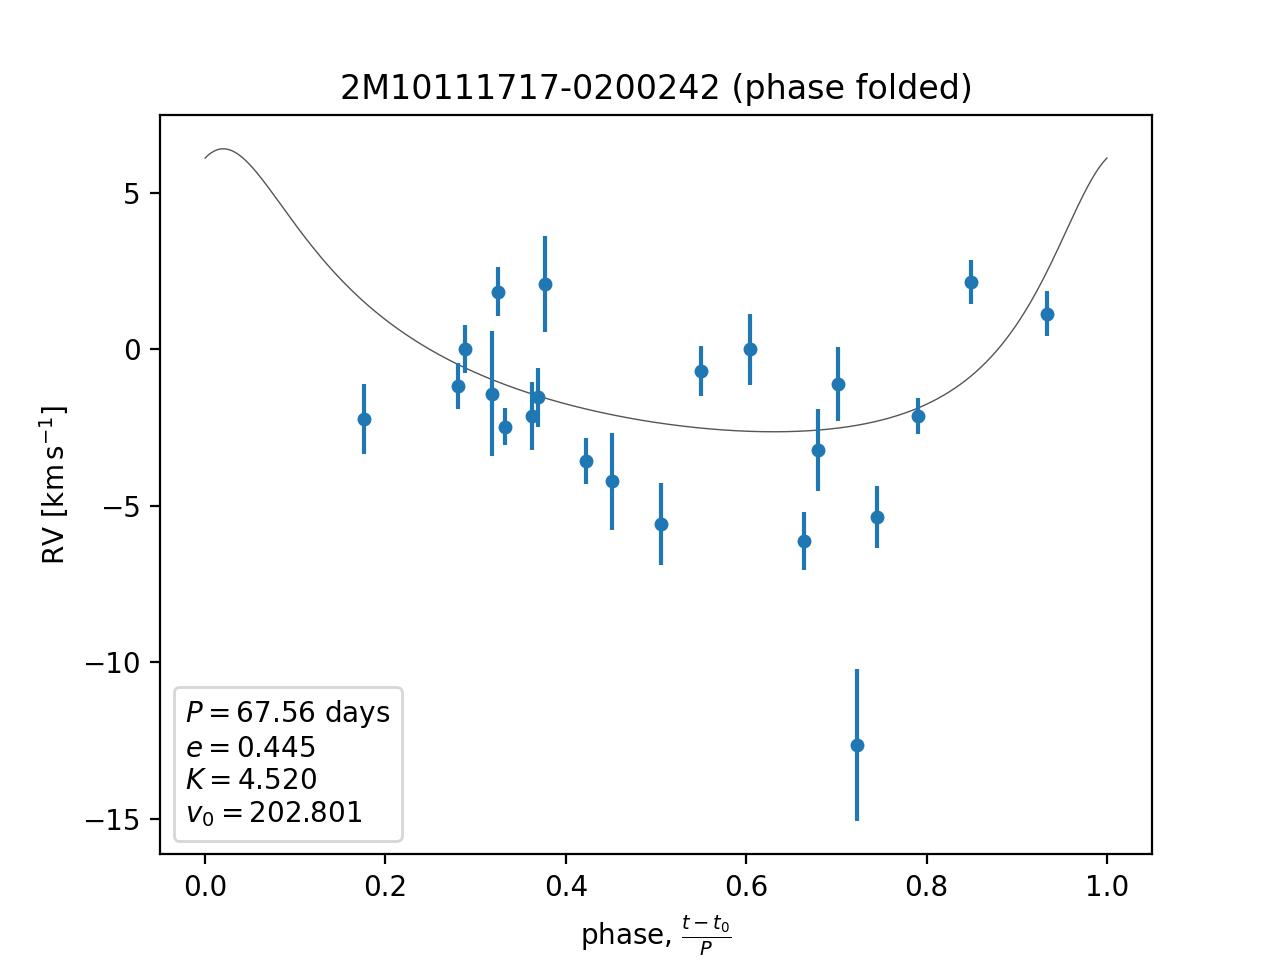 2M10111717-0200242 (phase folded)
RV [km s⁻¹]
5
0
−5
−10
−15
P = 67.56 days
e = 0.445
K = 4.520
v₀ = 202.801
0.0 0.2 0.4 0.6 0.8 1.0
phase, (t − t₀)/P